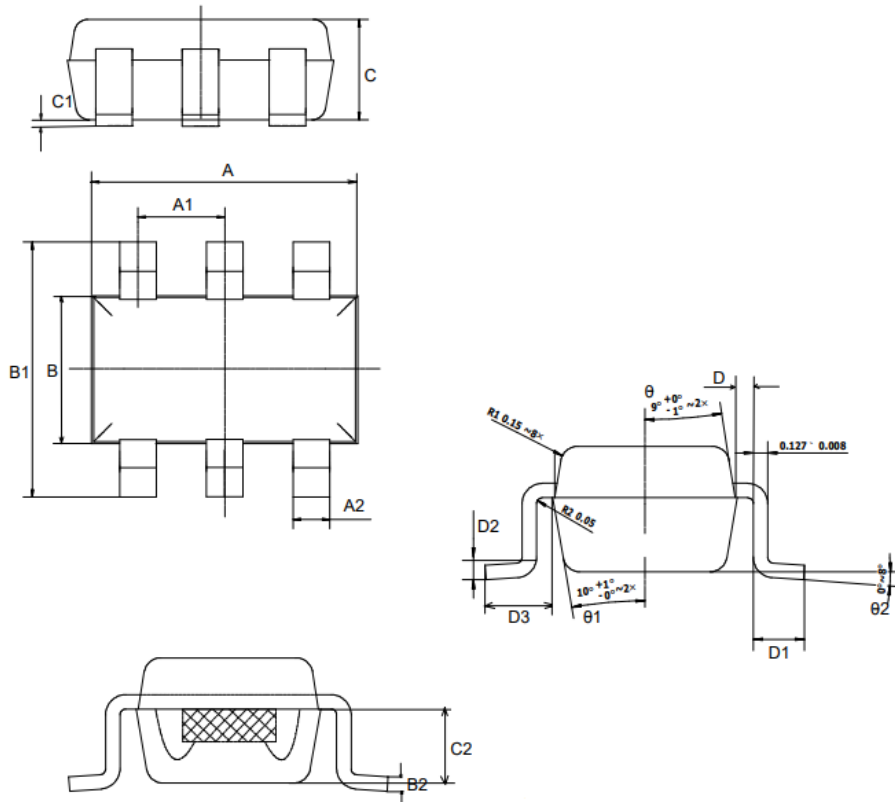 C1
C
A
A1
B1
B
A2
D
θ
9° +0° - 1° ~2×
R1 0.15 ~8×
0.127 ` 0.008
R2 0.05
D2
D3
10° +1° - 0° ~2×
θ1
0°~8°
θ2
D1
C2
B2